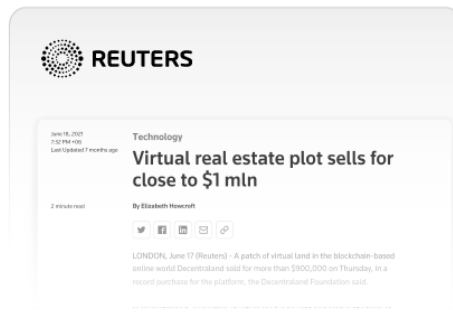 REUTERS
June 18, 2021
7:32 PM +06
Last Updated 7 months ago
Technology
Virtual real estate plot sells for
close to $1 mln
2 minute read
By Elizabeth Howcroft
LONDON, June 17 (Reuters) - A patch of virtual land in the blockchain-based
online world Decentraland sold for more than $900,000 on Thursday, in a
record purchase for the platform, the Decentraland Foundation said.